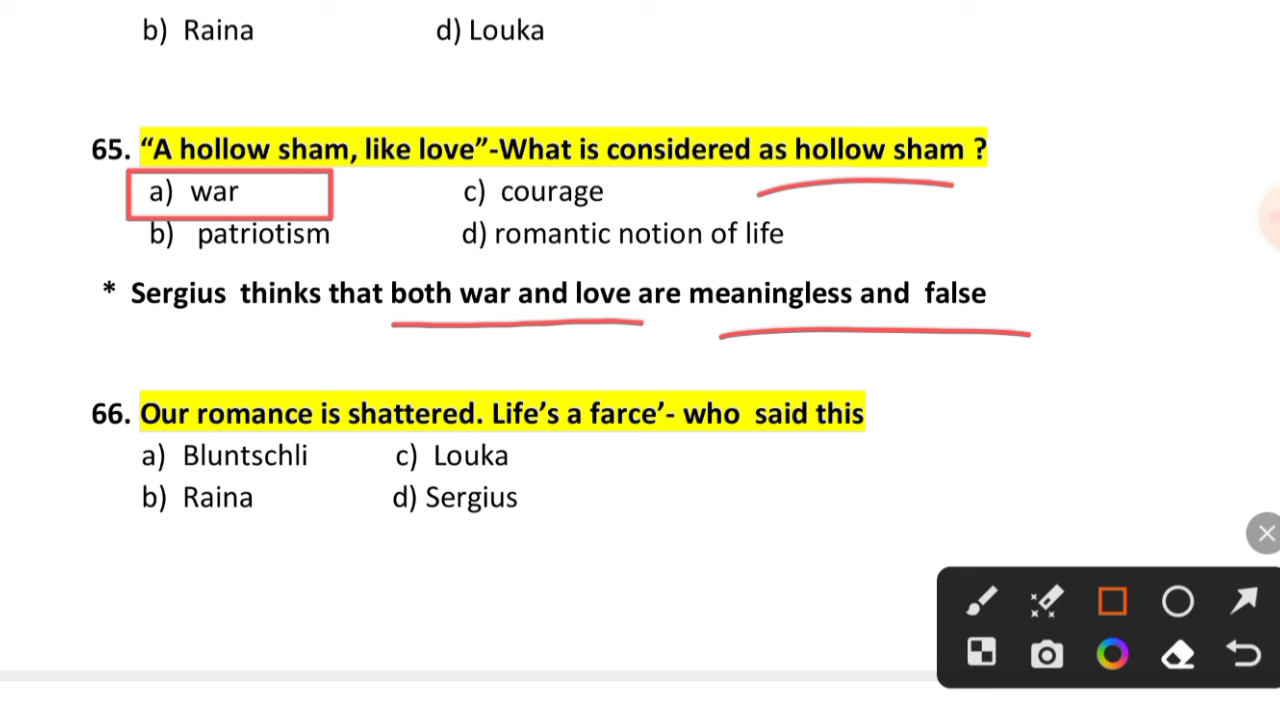 b) Raina d) Louka
65. “A hollow sham, like love”-What is considered as hollow sham ?
a) war c) courage
b) patriotism d) romantic notion of life
* Sergius thinks that both war and love are meaningless and false
66. Our romance is shattered. Life’s a farce’- who said this
a) Bluntschli c) Louka
b) Raina d) Sergius